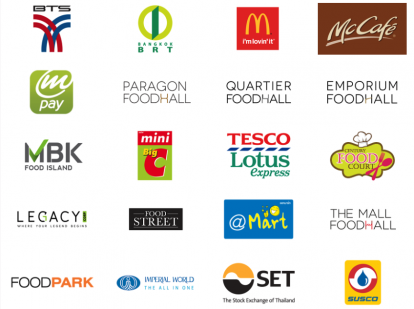 BTS
BANGKOK
BRT
i'm lovin' it
McCafé
m
pay
PARAGON
FOODHALL
QUARTIER
FOODHALL
EMPORIUM
FOODHALL
MBK
FOOD ISLAND
mini
Big
C
TESCO
Lotus
express
CENTURY
FOOD
COURT
LEGACY
WHERE YOUR LEGEND BEGINS
FOOD
STREET
@Mart
THE MALL
FOODHALL
FOODPARK
IMPERIAL WORLD
THE ALL IN ONE
SET
The Stock Exchange of Thailand
SUSCO